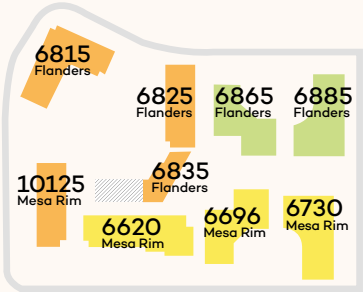 6815
Flanders
6825
Flanders
6865
Flanders
6885
Flanders
10125
Mesa Rim
6835
Flanders
6620
Mesa Rim
6696
Mesa Rim
6730
Mesa Rim